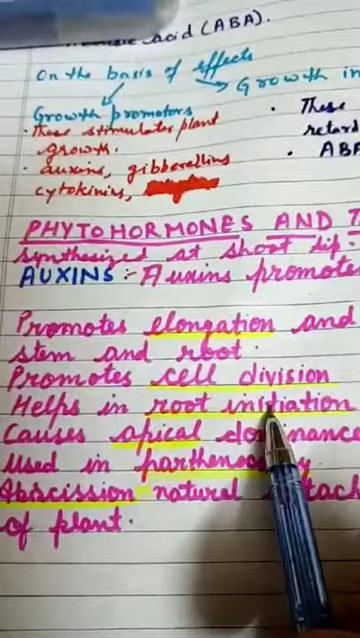 acid (ABA).
On the basis of effects
Growth promotors
Growth in
• These stimulates plant
growth.
• auxins, gibberellins
cytokinins,
• These
retard
• ABA
PHYTOHORMONES AND
synthesized at shoot tip
AUXINS :- Auxins promote
Promotes elongation and
stem and root.
Promotes cell division
Helps in root initiation
Causes apical dominance
Used in
Abscission natural
of plant.